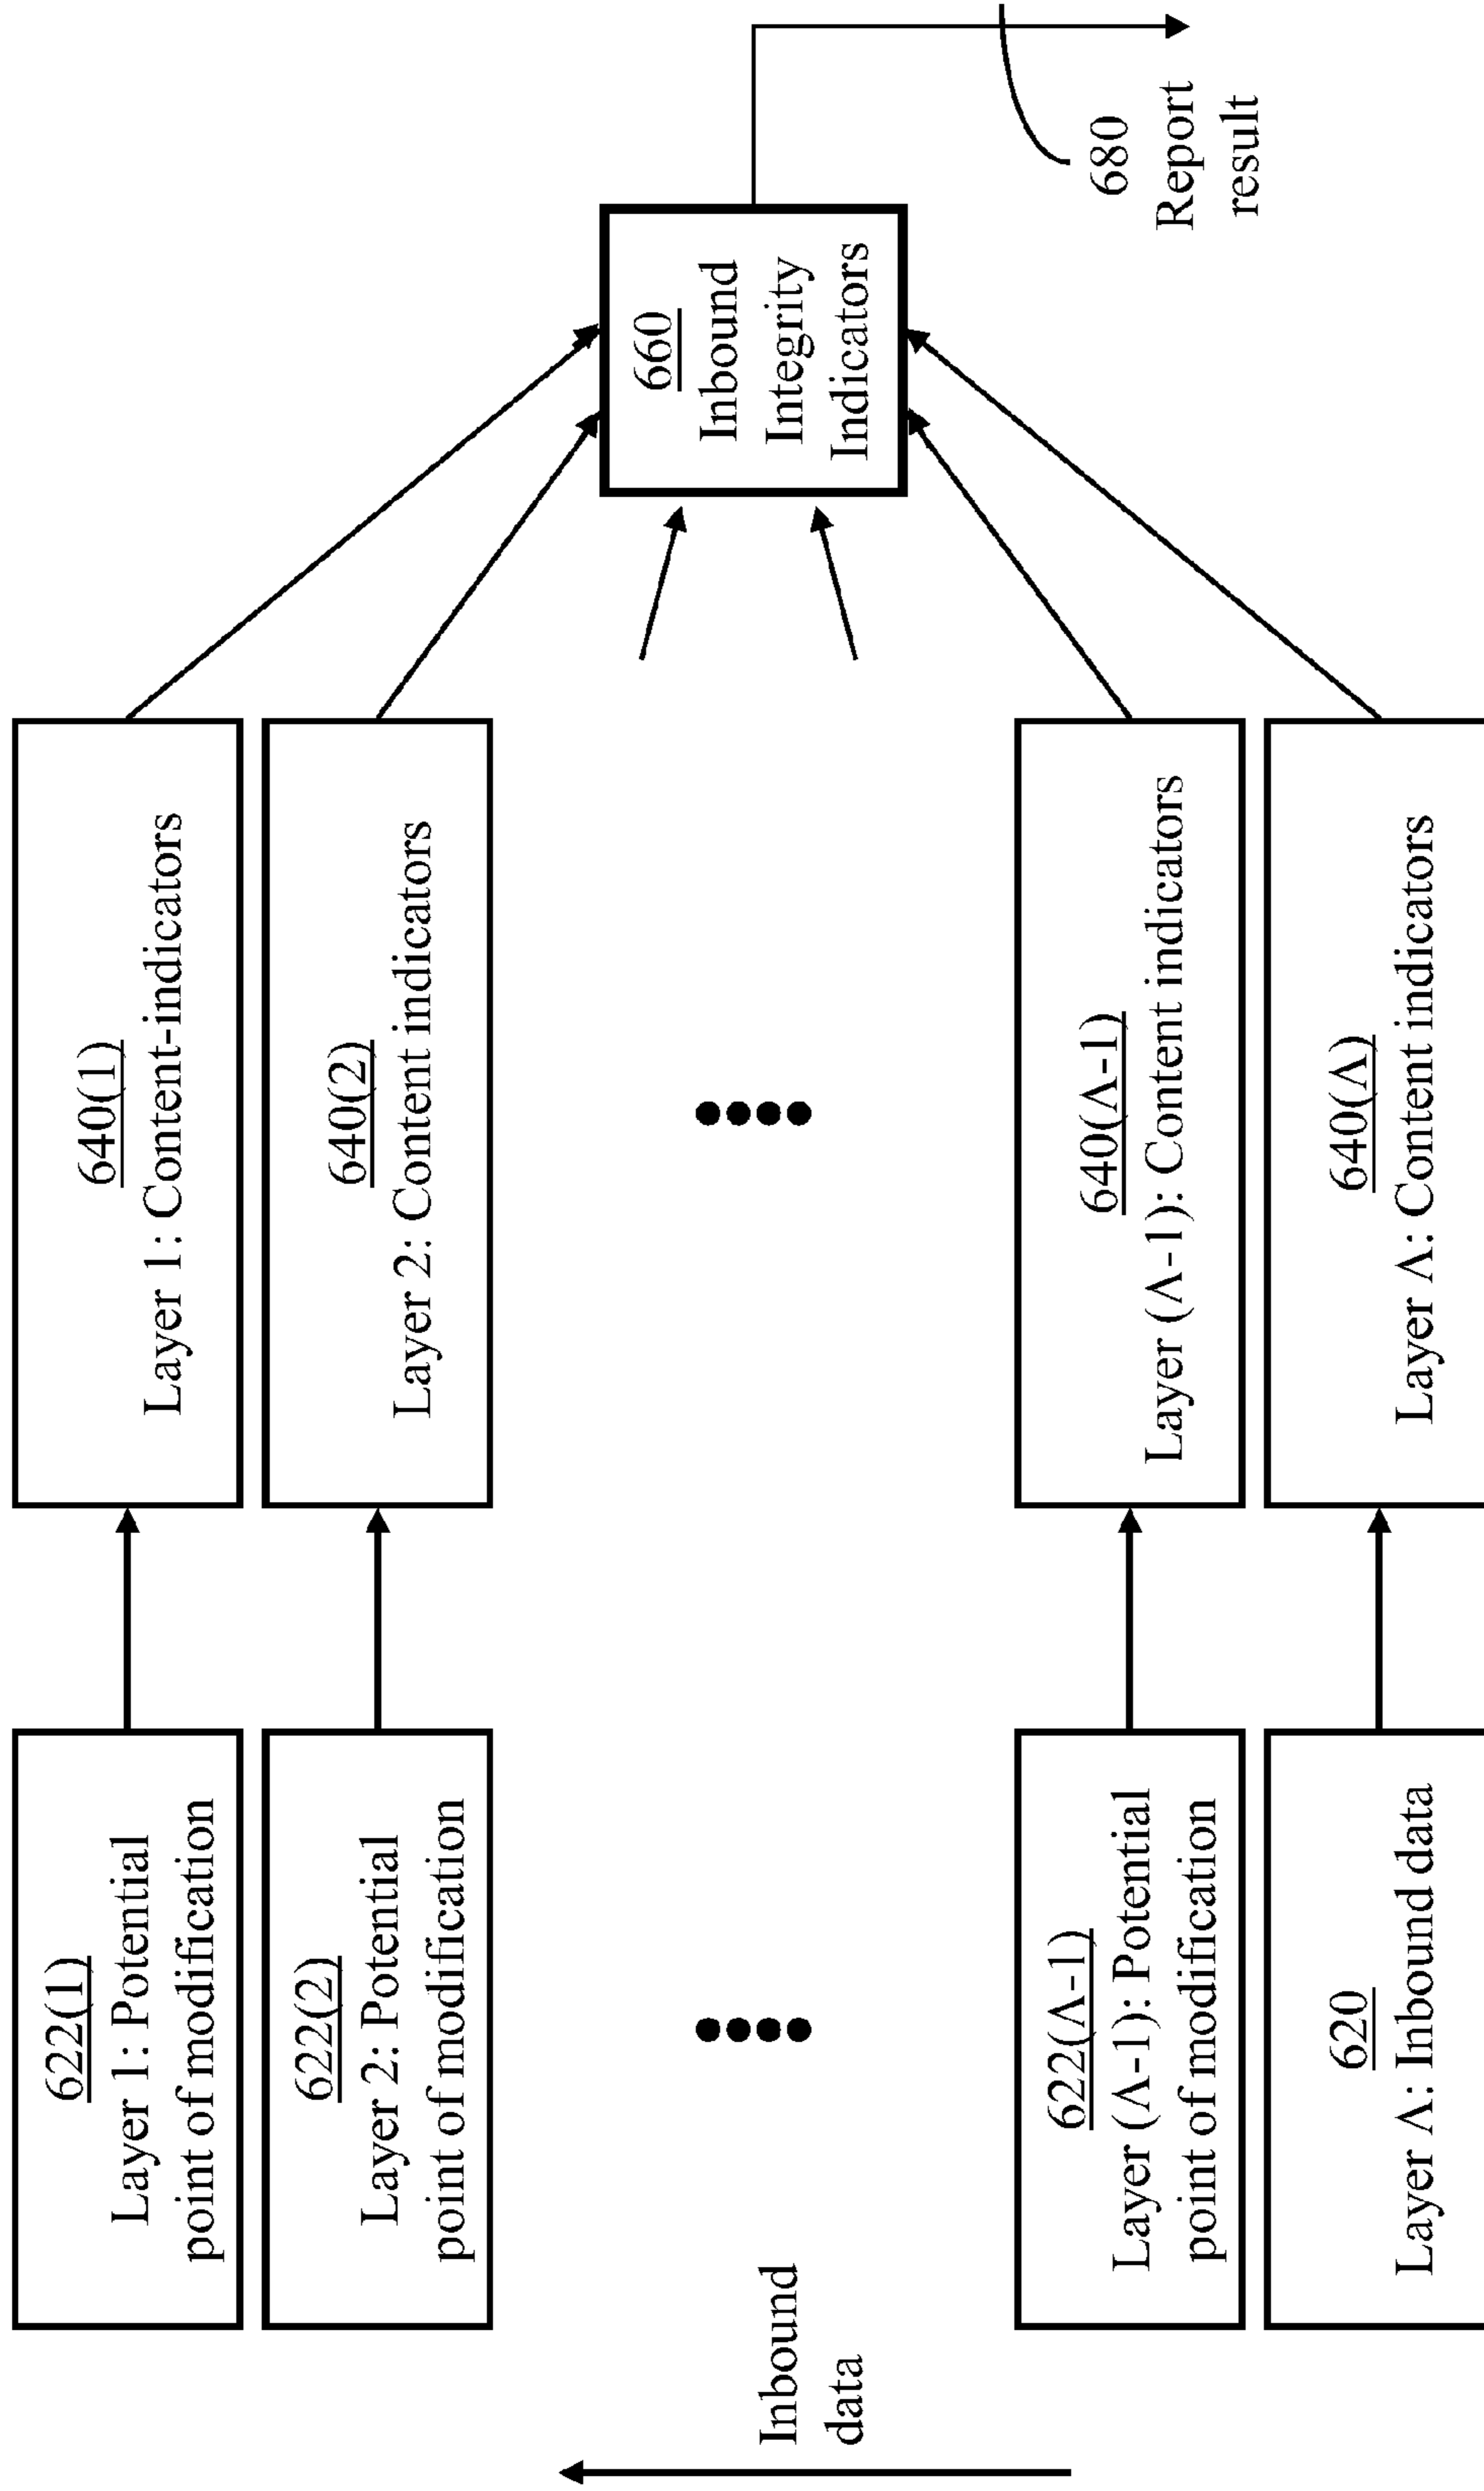 622(1)
Layer 1: Potential
point of modification
640(1)
Layer 1: Content-indicators
622(2)
Layer 2: Potential
point of modification
640(2)
Layer 2: Content indicators
Inbound
data
660
Inbound
Integrity
Indicators
680
Report
result
622(Λ-1)
Layer (Λ-1): Potential
point of modification
640(Λ-1)
Layer (Λ-1): Content indicators
620
Layer Λ: Inbound data
640(Λ)
Layer Λ: Content indicators